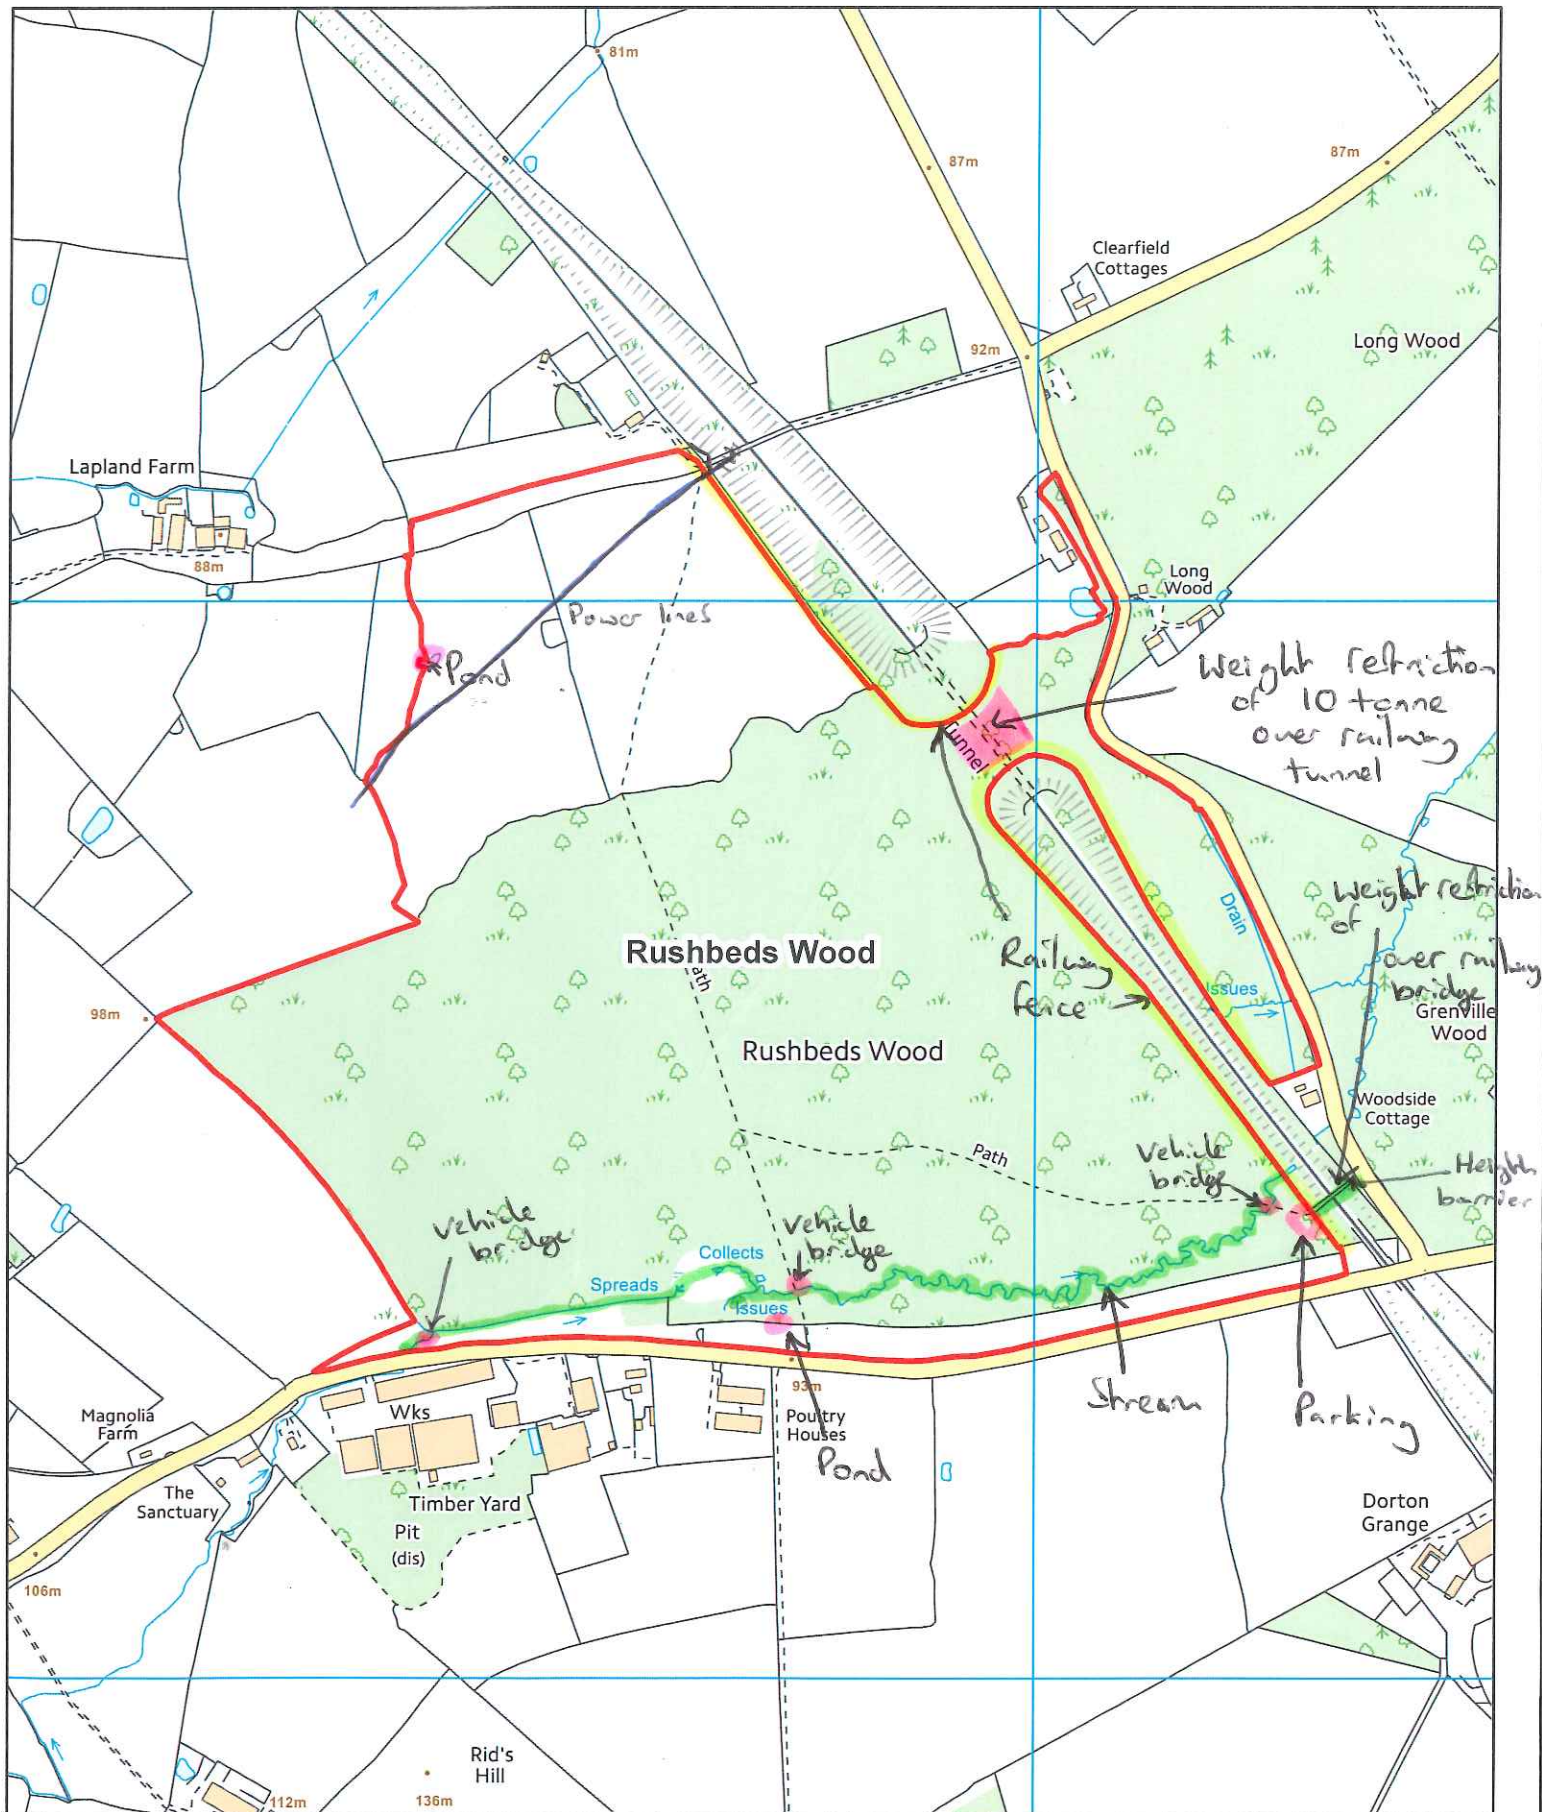 81m
87m
87m
Clearfield
Cottages
92m
Long Wood
Lapland Farm
88m
Long
Wood
Power lines
Pond
Weight restriction
of 10 tonne
over railway
tunnel
Tunnel
Drain
Weight restriction
of
over railway
bridge
Rushbeds Wood
Path
Railway
fence
Issues
Grenville
Wood
98m
Rushbeds Wood
Woodside
Cottage
Path
Vehicle
bridge
Height
barrier
Vehicle
bridge
Vehicle
bridge
Collects
Spreads
Issues
93m
Stream
Parking
Magnolia
Farm
Wks
Poultry
Houses
Pond
The
Sanctuary
Timber Yard
Pit
(dis)
Dorton
Grange
106m
Rid's
Hill
112m
136m